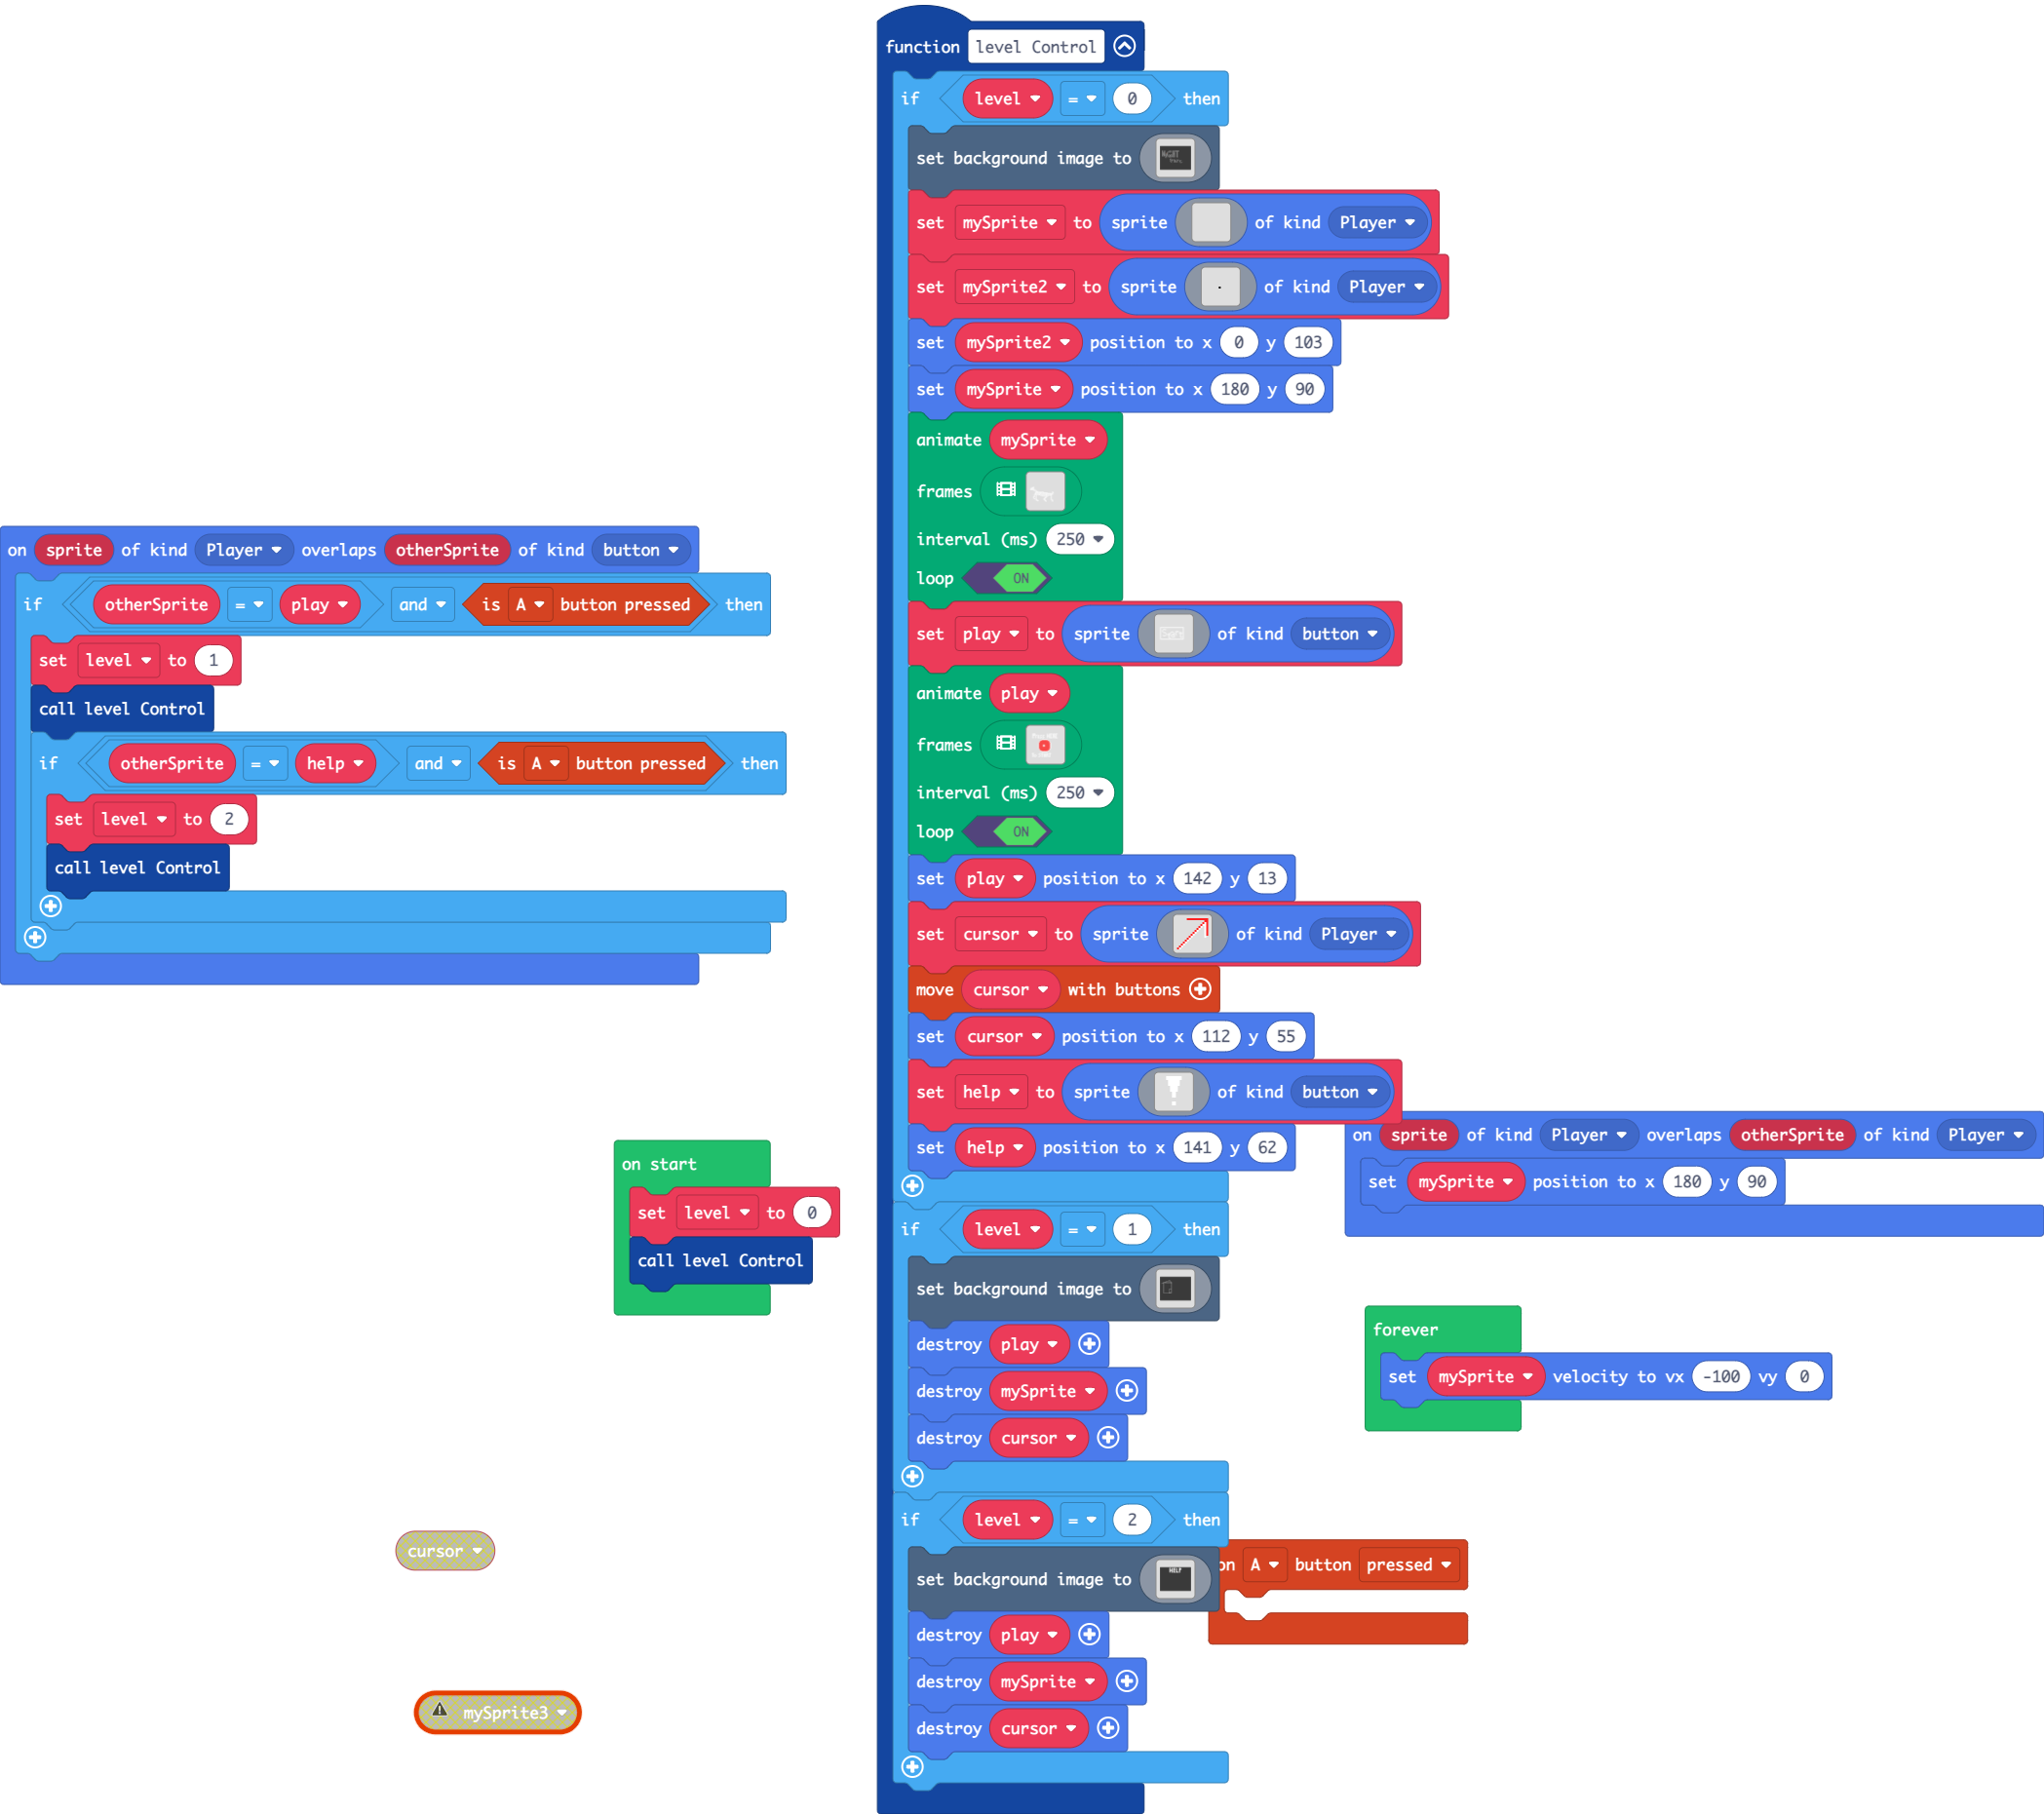 function level Control
if level = 0 then
set background image to
set mySprite to sprite of kind Player
set mySprite2 to sprite of kind Player
set mySprite2 position to x 0 y 103
set mySprite position to x 180 y 90
animate mySprite
frames
interval (ms) 250
loop ON
set play to sprite of kind button
animate play
frames
interval (ms) 250
loop ON
set play position to x 142 y 13
set cursor to sprite of kind Player
move cursor with buttons
set cursor position to x 112 y 55
set help to sprite of kind button
set help position to x 141 y 62
if level = 1 then
set background image to
destroy play
destroy mySprite
destroy cursor
if level = 2 then
set background image to
HELP
destroy play
destroy mySprite
destroy cursor
on sprite of kind Player overlaps otherSprite of kind button
if otherSprite = play and is A button pressed then
set level to 1
call level Control
if otherSprite = help and is A button pressed then
set level to 2
call level Control
on start
set level to 0
call level Control
cursor
mySprite3
on sprite of kind Player overlaps otherSprite of kind Player
set mySprite position to x 180 y 90
forever
set mySprite velocity to vx -100 vy 0
on A button pressed